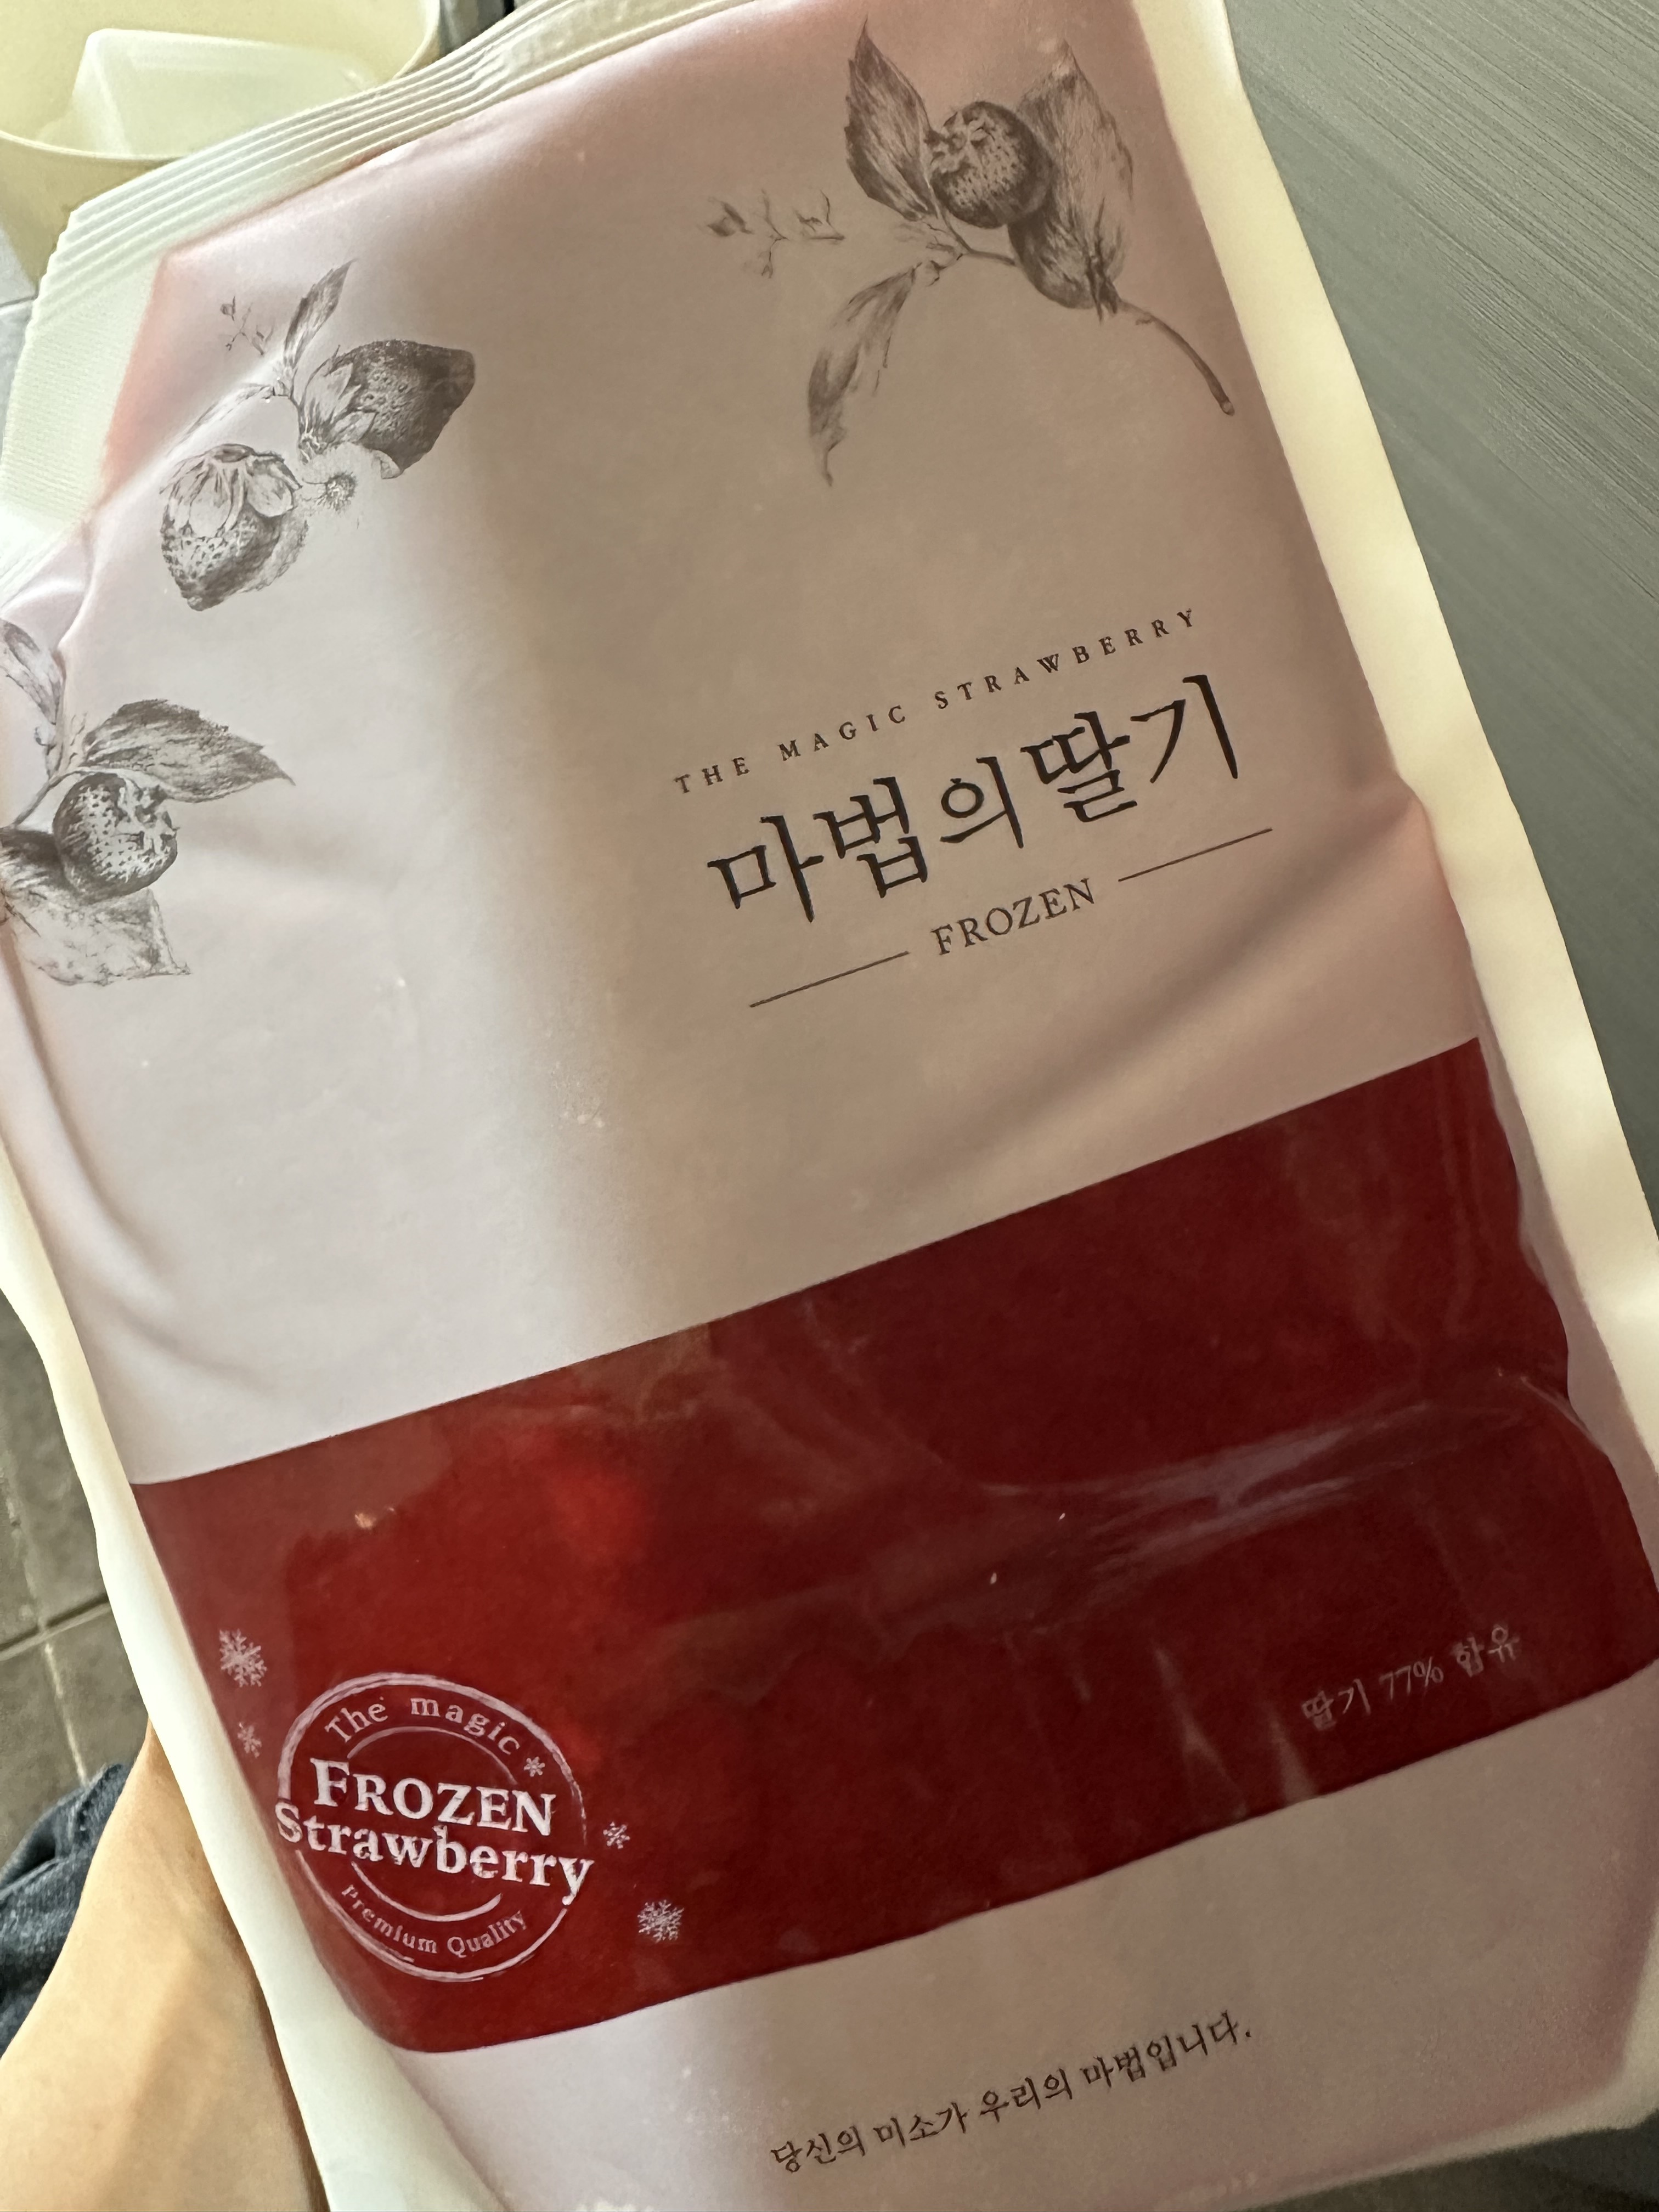 THE MAGIC STRAWBERRY
마법의딸기
FROZEN
딸기 77% 함유
The magic
FROZEN
Strawberry
Premium Quality
당신의 미소가 우리의 마법입니다.